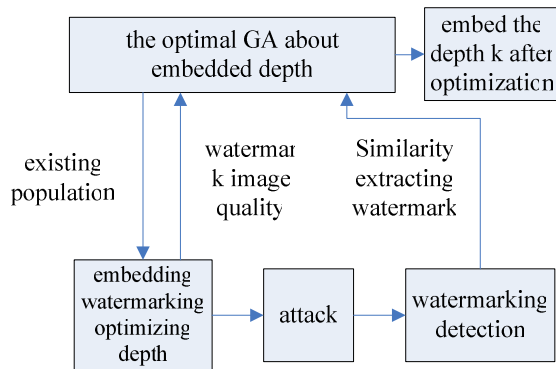 the optimal GA about
embedded depth
embed the
depth k after
optimization
existing
population
watermar
k image
quality
Similarity
extracting
watermark
embedding
watermarking
optimizing
depth
attack
watermarking
detection